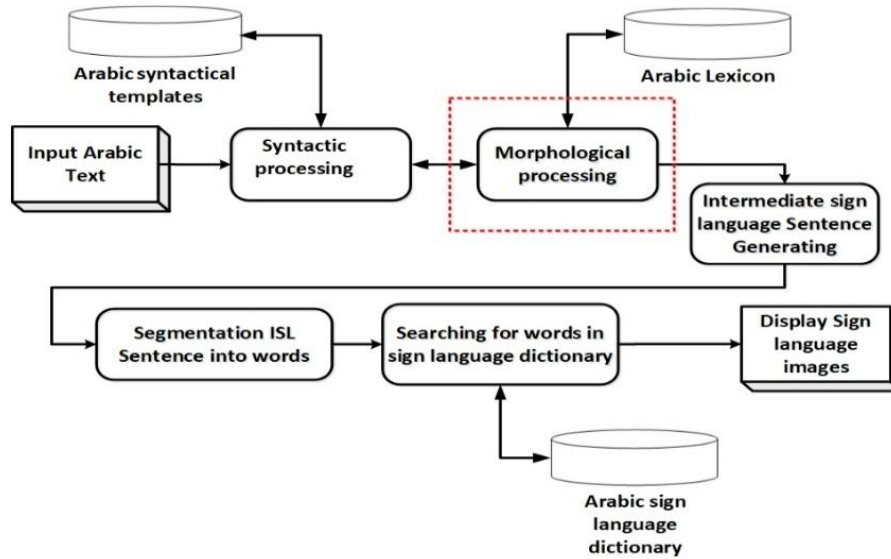 Arabic syntactical
templates
Arabic Lexicon
Input Arabic
Text
Syntactic
processing
Morphological
processing
Intermediate sign
language Sentence
Generating
Segmentation ISL
Sentence into words
Searching for words in
sign language dictionary
Display Sign
language
images
Arabic sign
language
dictionary